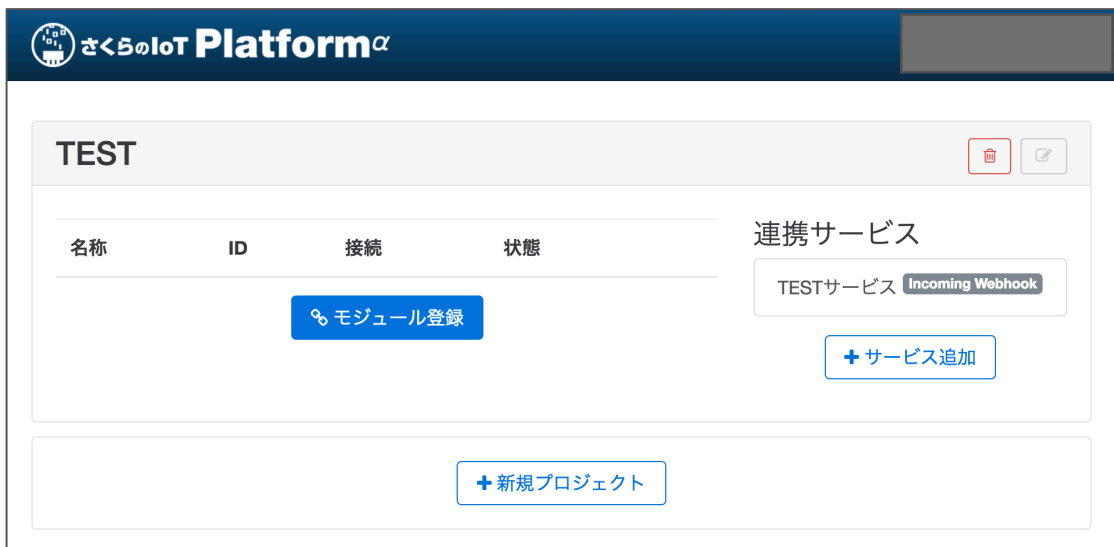 さくらのIoT Platformα
TEST
名称 ID 接続 状態
モジュール登録
連携サービス
TESTサービス Incoming Webhook
サービス追加
新規プロジェクト